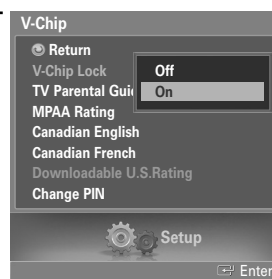 V-Chip
Return
V-Chip Lock
Off
TV Parental Gui
On
MPAA Rating
Canadian English
Canadian French
Downloadable U.S.Rating
Change PIN
Setup
Enter